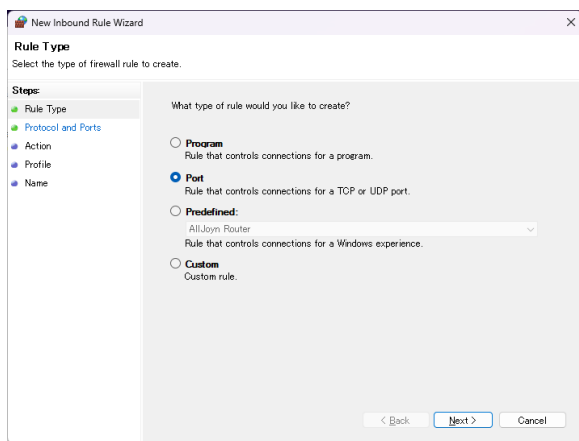 New Inbound Rule Wizard
Rule Type
Select the type of firewall rule to create.
Steps:
Rule Type
Protocol and Ports
Action
Profile
Name
What type of rule would you like to create?
Program
Rule that controls connections for a program.
Port
Rule that controls connections for a TCP or UDP port.
Predefined:
AllJoyn Router
Rule that controls connections for a Windows experience.
Custom
Custom rule.
< Back
Next >
Cancel